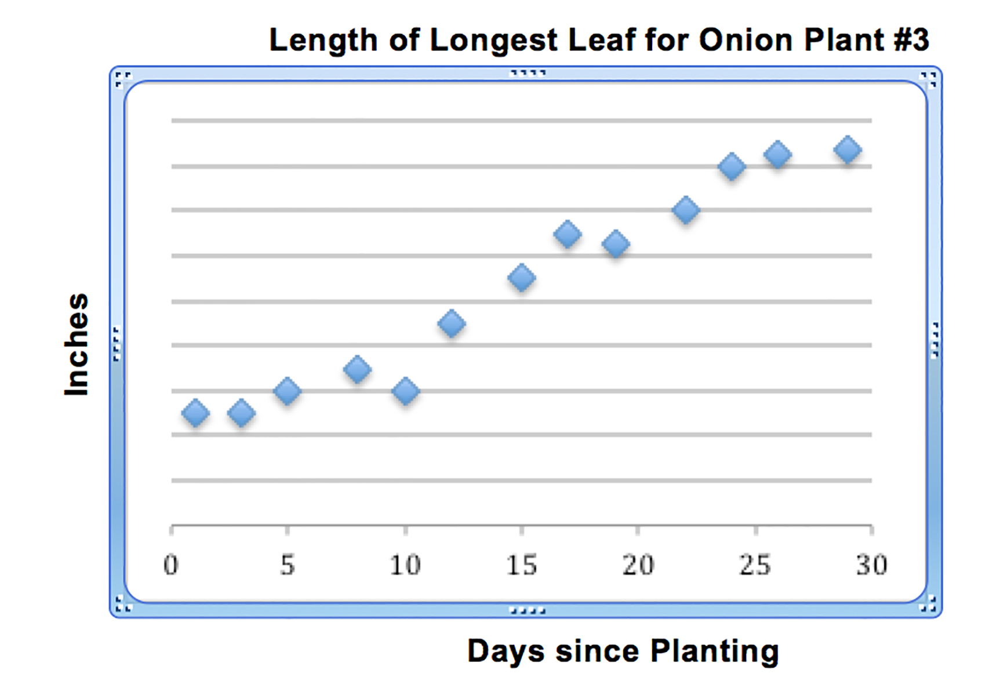 Length of Longest Leaf for Onion Plant #3
Inches
0 5 10 15 20 25 30
Days since Planting